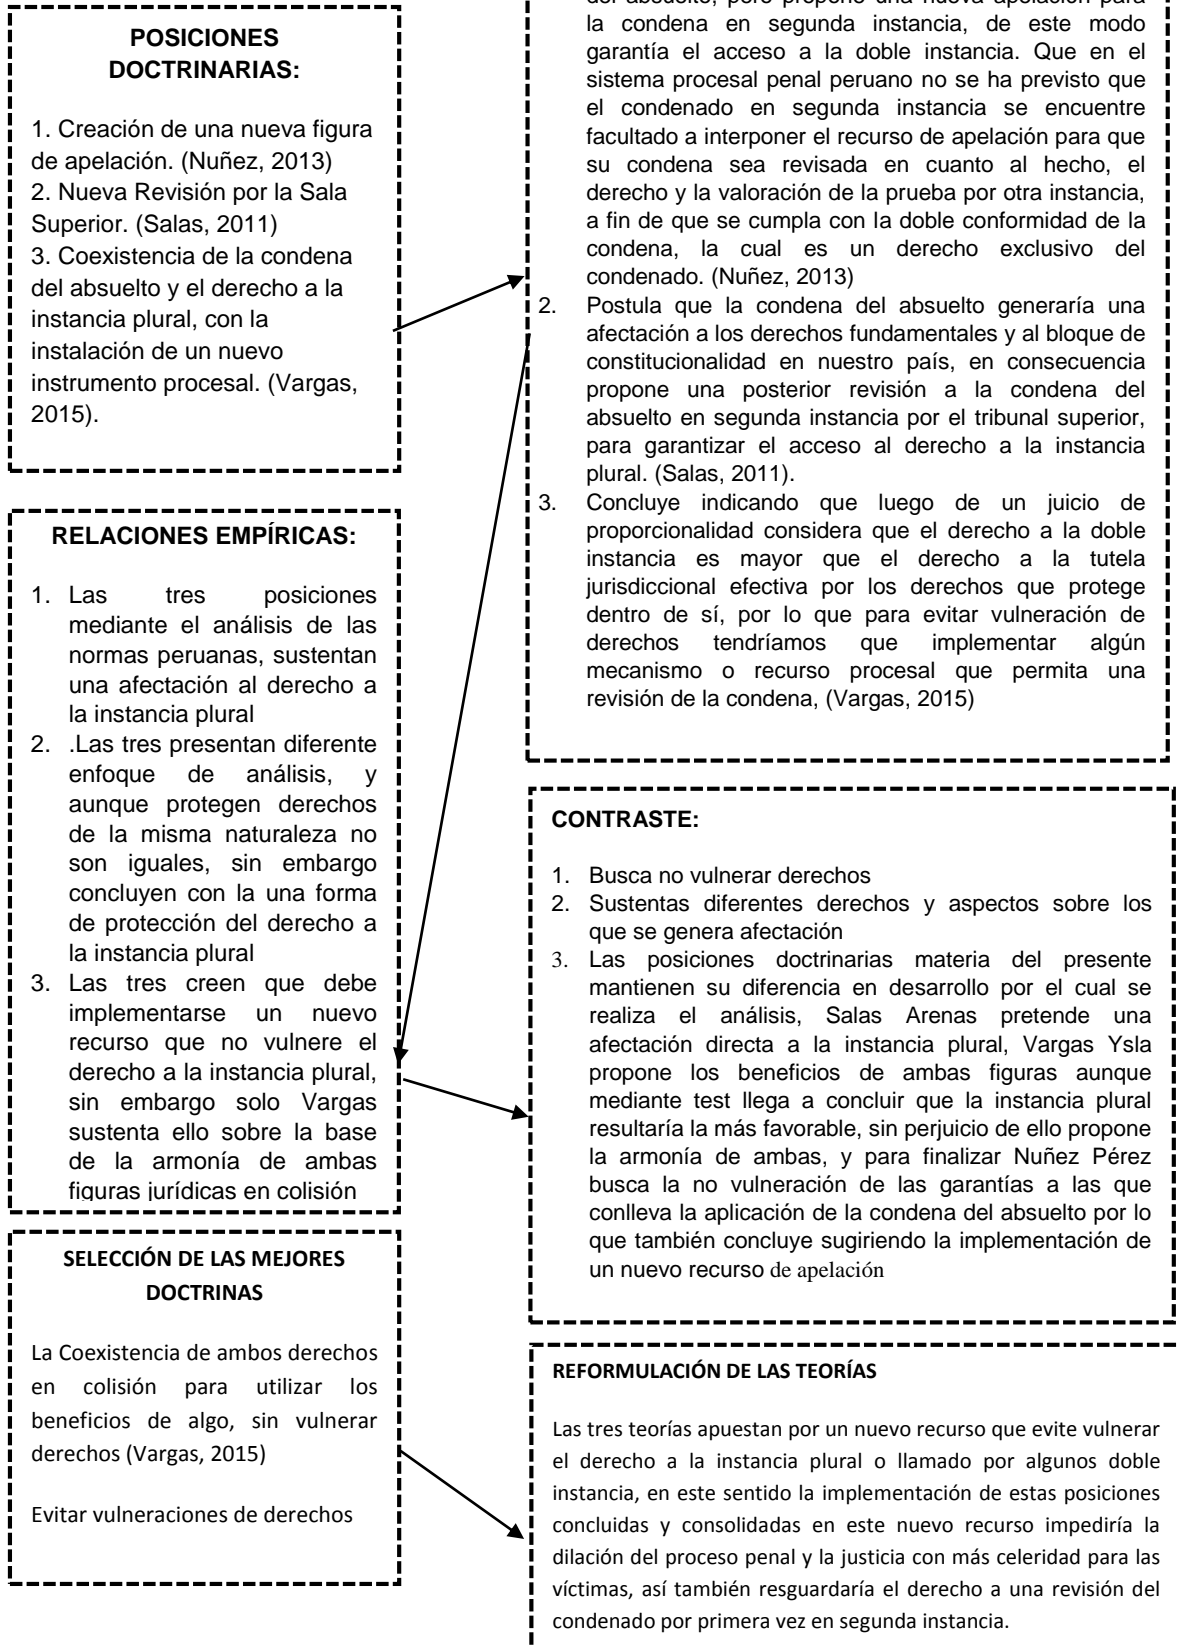 POSICIONES
DOCTRINARIAS:
1. Creación de una nueva figura
de apelación. (Nuñez, 2013)
2. Nueva Revisión por la Sala
Superior. (Salas, 2011)
3. Coexistencia de la condena
del absuelto y el derecho a la
instancia plural, con la
instalación de un nuevo
instrumento procesal. (Vargas,
2015).
del absuelto, pero propone una nueva apelación para
la condena en segunda instancia, de este modo
garantía el acceso a la doble instancia. Que en el
sistema procesal penal peruano no se ha previsto que
el condenado en segunda instancia se encuentre
facultado a interponer el recurso de apelación para que
su condena sea revisada en cuanto al hecho, el
derecho y la valoración de la prueba por otra instancia,
a fin de que se cumpla con la doble conformidad de la
condena, la cual es un derecho exclusivo del
condenado. (Nuñez, 2013)
2. Postula que la condena del absuelto generaría una
afectación a los derechos fundamentales y al bloque de
constitucionalidad en nuestro país, en consecuencia
propone una posterior revisión a la condena del
absuelto en segunda instancia por el tribunal superior,
para garantizar el acceso al derecho a la instancia
plural. (Salas, 2011).
3. Concluye indicando que luego de un juicio de
proporcionalidad considera que el derecho a la doble
instancia es mayor que el derecho a la tutela
jurisdiccional efectiva por los derechos que protege
dentro de sí, por lo que para evitar vulneración de
derechos tendríamos que implementar algún
mecanismo o recurso procesal que permita una
revisión de la condena, (Vargas, 2015)
RELACIONES EMPÍRICAS:
1. Las tres posiciones
mediante el análisis de las
normas peruanas, sustentan
una afectación al derecho a
la instancia plural
2. .Las tres presentan diferente
enfoque de análisis, y
aunque protegen derechos
de la misma naturaleza no
son iguales, sin embargo
concluyen con la una forma
de protección del derecho a
la instancia plural
3. Las tres creen que debe
implementarse un nuevo
recurso que no vulnere el
derecho a la instancia plural,
sin embargo solo Vargas
sustenta ello sobre la base
de la armonía de ambas
figuras jurídicas en colisión
CONTRASTE:
1. Busca no vulnerar derechos
2. Sustentas diferentes derechos y aspectos sobre los
que se genera afectación
3. Las posiciones doctrinarias materia del presente
mantienen su diferencia en desarrollo por el cual se
realiza el análisis, Salas Arenas pretende una
afectación directa a la instancia plural, Vargas Ysla
propone los beneficios de ambas figuras aunque
mediante test llega a concluir que la instancia plural
resultaría la más favorable, sin perjuicio de ello propone
la armonía de ambas, y para finalizar Nuñez Pérez
busca la no vulneración de las garantías a las que
conlleva la aplicación de la condena del absuelto por lo
que también concluye sugiriendo la implementación de
un nuevo recurso de apelación
SELECCIÓN DE LAS MEJORES
DOCTRINAS
La Coexistencia de ambos derechos
en colisión para utilizar los
beneficios de algo, sin vulnerar
derechos (Vargas, 2015)
Evitar vulneraciones de derechos
REFORMULACIÓN DE LAS TEORÍAS
Las tres teorías apuestan por un nuevo recurso que evite vulnerar
el derecho a la instancia plural o llamado por algunos doble
instancia, en este sentido la implementación de estas posiciones
concluidas y consolidadas en este nuevo recurso impediría la
dilación del proceso penal y la justicia con más celeridad para las
víctimas, así también resguardaría el derecho a una revisión del
condenado por primera vez en segunda instancia.